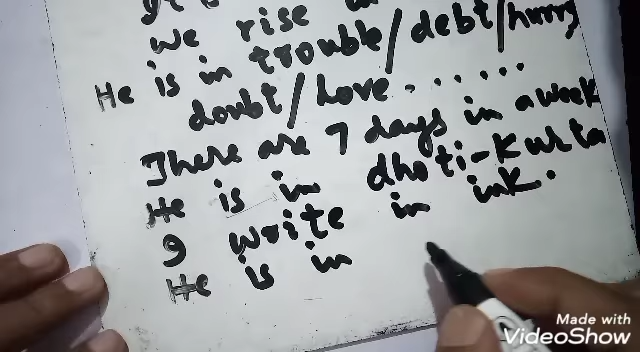 we rise
He is in trouble/debt/hurry
doubt/Love.......
There are 7 days in a week
He is in dhoti-Kurta
I write in ink.
He is in
Made with
VideoShow